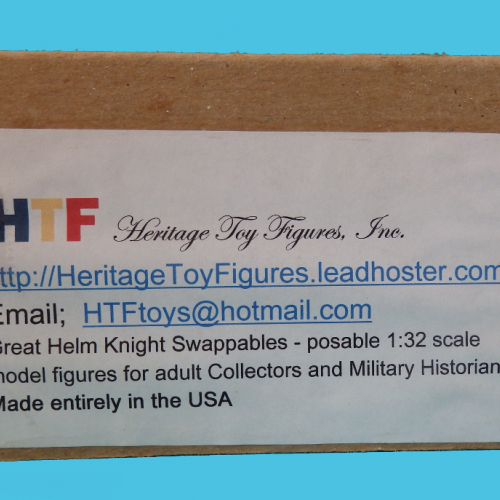 HTF Heritage Toy Figures, Inc.
ttp://HeritageToyFigures.leadhoster.com
Email; HTFtoys@hotmail.com
Great Helm Knight Swappables - posable 1:32 scale
model figures for adult Collectors and Military Historian
Made entirely in the USA